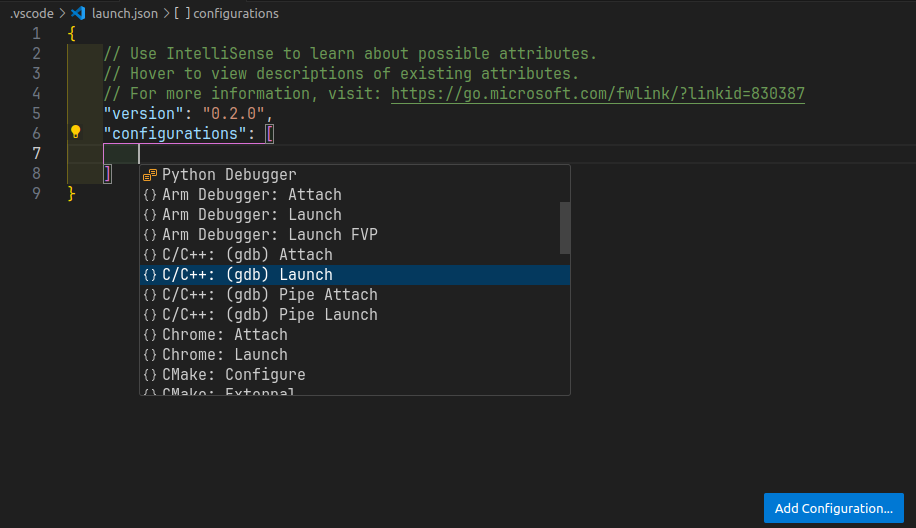 .vscode > launch.json > [ ] configurations
1 {
2 // Use IntelliSense to learn about possible attributes.
3 // Hover to view descriptions of existing attributes.
4 // For more information, visit: https://go.microsoft.com/fwlink/?linkid=830387
5 "version": "0.2.0",
6 "configurations": [
7
8 ]
9 }
Python Debugger
{} Arm Debugger: Attach
{} Arm Debugger: Launch
{} Arm Debugger: Launch FVP
{} C/C++: (gdb) Attach
{} C/C++: (gdb) Launch
{} C/C++: (gdb) Pipe Attach
{} C/C++: (gdb) Pipe Launch
{} Chrome: Attach
{} Chrome: Launch
{} CMake: Configure
{} CMake: External
Add Configuration...